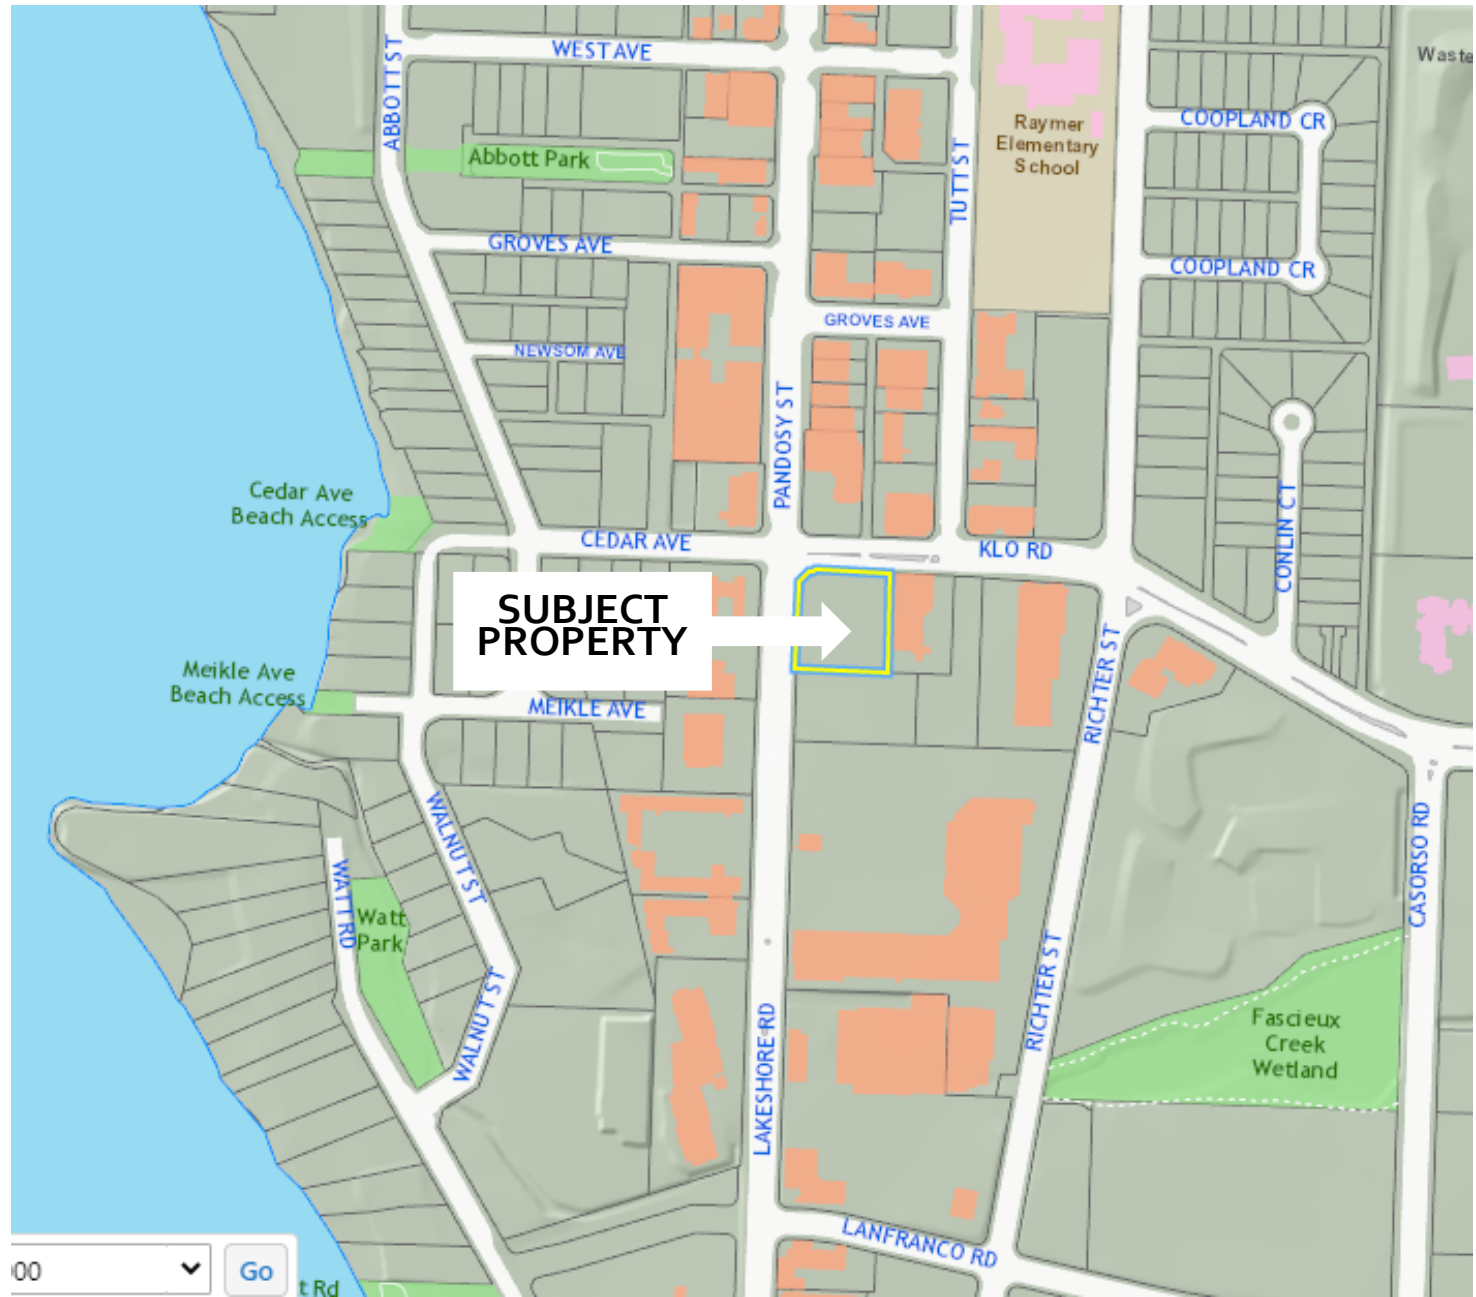 WEST AVE
ABBOTT ST
Waste
COOPLAND CR
Raymer
Elementary
School
Abbott Park
TUTT ST
GROVES AVE
COOPLAND CR
GROVES AVE
NEWSOM AVE
PANDOSY ST
Cedar Ave
Beach Access
CEDAR AVE
KLO RD
CONLIN CT
SUBJECT
PROPERTY
RICHTER ST
Meikle Ave
Beach Access
MEIKLE AVE
WALNUT ST
WATT RD
Watt
Park
CASORSO RD
WALNUT ST
RICHTER ST
LAKESHORE RD
Fascieux
Creek
Wetland
LANFRANCO RD
00
Go
t Rd